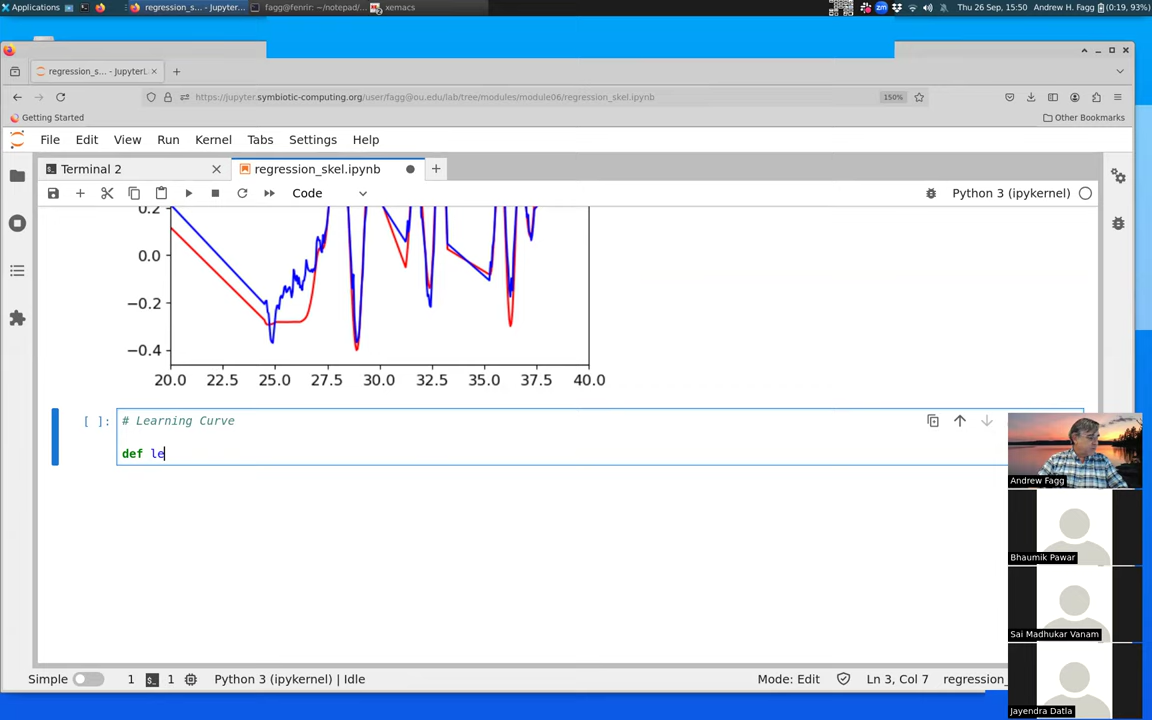 Applications
regression_s... - Jupyter...
fagg@fenrir: ~/notepad/...
xemacs
Thu 26 Sep, 15:50
Andrew H. Fagg
(0:19, 93%)
regression_s... - JupyterL
https://jupyter.symbiotic-computing.org/user/fagg@ou.edu/lab/tree/modules/module06/regression_skel.ipynb
150%
Getting Started
Other Bookmarks
File Edit View Run Kernel Tabs Settings Help
Terminal 2
regression_skel.ipynb
Code
Python 3 (ipykernel)
0.2
0.0
−0.2
−0.4
20.0 22.5 25.0 27.5 30.0 32.5 35.0 37.5 40.0
[ ]:
# Learning Curve
def le
Andrew Fagg
Bhaumik Pawar
Sai Madhukar Vanam
Jayendra Datla
Simple
1
1
Python 3 (ipykernel) | Idle
Mode: Edit
Ln 3, Col 7
regression_